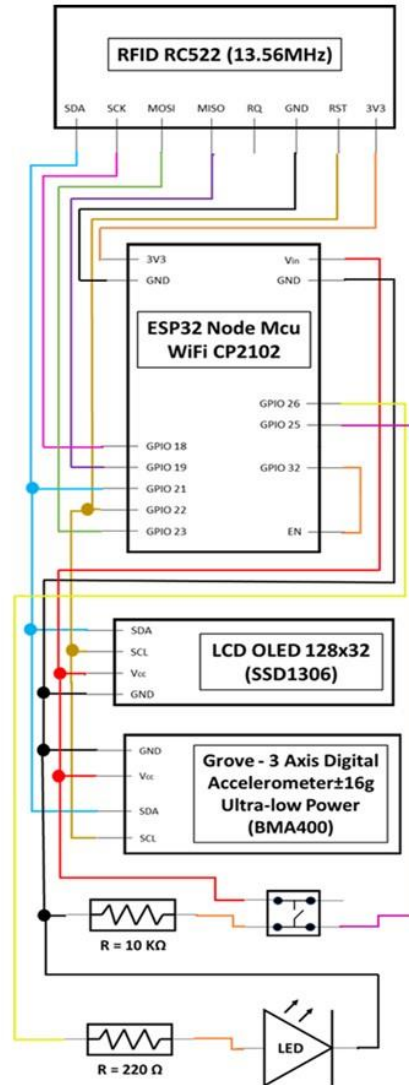 RFID RC522 (13.56MHz)
SDA SCK MOSI MISO RQ GND RST 3V3
3V3 Vin
GND GND
ESP32 Node Mcu
WiFi CP2102
GPIO 26
GPIO 25
GPIO 18
GPIO 19 GPIO 32
GPIO 21
GPIO 22
GPIO 23 EN
SDA
SCL
Vcc
GND
LCD OLED 128x32
(SSD1306)
GND
Vcc
SDA
SCL
Grove - 3 Axis Digital
Accelerometer±16g
Ultra-low Power
(BMA400)
R = 10 KΩ
LED
R = 220 Ω